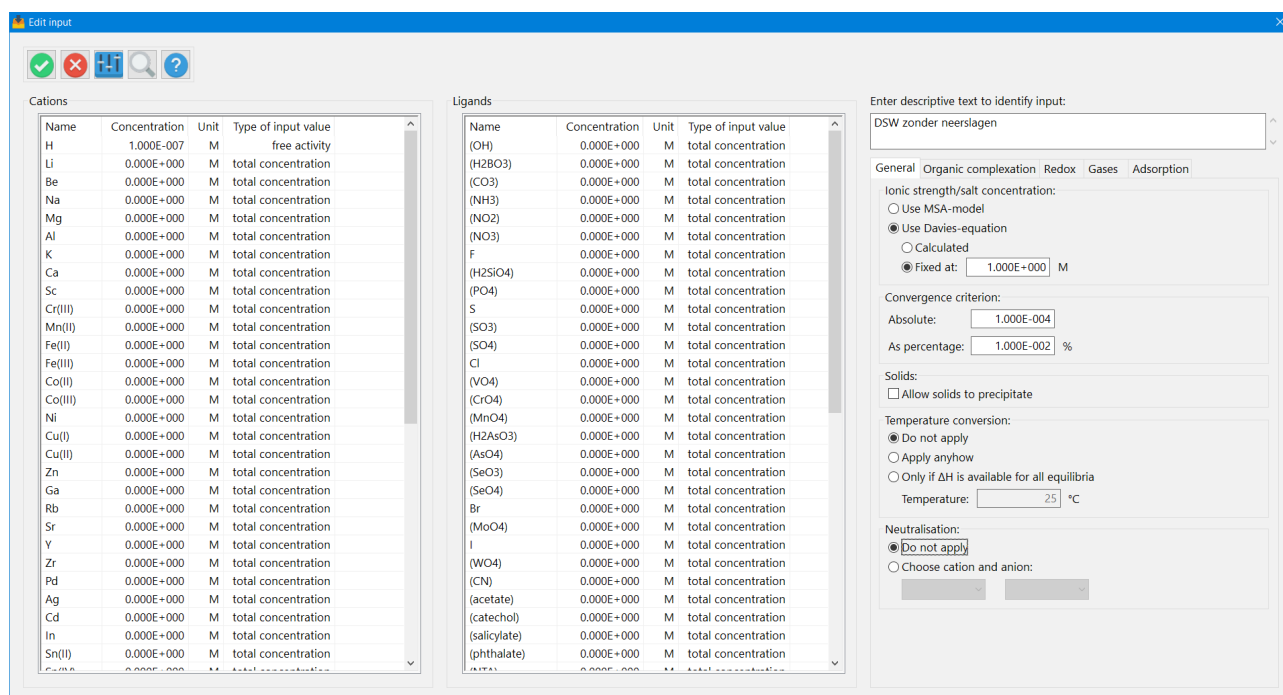 Edit input
Cations
Name Concentration Unit Type of input value
H 1.000E-007 M free activity
Li 0.000E+000 M total concentration
Be 0.000E+000 M total concentration
Na 0.000E+000 M total concentration
Mg 0.000E+000 M total concentration
Al 0.000E+000 M total concentration
K 0.000E+000 M total concentration
Ca 0.000E+000 M total concentration
Sc 0.000E+000 M total concentration
Cr(III) 0.000E+000 M total concentration
Mn(II) 0.000E+000 M total concentration
Fe(II) 0.000E+000 M total concentration
Fe(III) 0.000E+000 M total concentration
Co(II) 0.000E+000 M total concentration
Co(III) 0.000E+000 M total concentration
Ni 0.000E+000 M total concentration
Cu(I) 0.000E+000 M total concentration
Cu(II) 0.000E+000 M total concentration
Zn 0.000E+000 M total concentration
Ga 0.000E+000 M total concentration
Rb 0.000E+000 M total concentration
Sr 0.000E+000 M total concentration
Y 0.000E+000 M total concentration
Zr 0.000E+000 M total concentration
Pd 0.000E+000 M total concentration
Ag 0.000E+000 M total concentration
Cd 0.000E+000 M total concentration
In 0.000E+000 M total concentration
Sn(II) 0.000E+000 M total concentration
Ligands
Name Concentration Unit Type of input value
(OH) 0.000E+000 M total concentration
(H2BO3) 0.000E+000 M total concentration
(CO3) 0.000E+000 M total concentration
(NH3) 0.000E+000 M total concentration
(NO2) 0.000E+000 M total concentration
(NO3) 0.000E+000 M total concentration
F 0.000E+000 M total concentration
(H2SiO4) 0.000E+000 M total concentration
(PO4) 0.000E+000 M total concentration
S 0.000E+000 M total concentration
(SO3) 0.000E+000 M total concentration
(SO4) 0.000E+000 M total concentration
Cl 0.000E+000 M total concentration
(VO4) 0.000E+000 M total concentration
(CrO4) 0.000E+000 M total concentration
(MnO4) 0.000E+000 M total concentration
(H2AsO3) 0.000E+000 M total concentration
(AsO4) 0.000E+000 M total concentration
(SeO3) 0.000E+000 M total concentration
(SeO4) 0.000E+000 M total concentration
Br 0.000E+000 M total concentration
(MoO4) 0.000E+000 M total concentration
I 0.000E+000 M total concentration
(WO4) 0.000E+000 M total concentration
(CN) 0.000E+000 M total concentration
(acetate) 0.000E+000 M total concentration
(catechol) 0.000E+000 M total concentration
(salicylate) 0.000E+000 M total concentration
(phthalate) 0.000E+000 M total concentration
Enter descriptive text to identify input:
DSW zonder neerslagen
General Organic complexation Redox Gases Adsorption
Ionic strength/salt concentration:
Use MSA-model
Use Davies-equation
Calculated
Fixed at: 1.000E+000 M
Convergence criterion:
Absolute: 1.000E-004
As percentage: 1.000E-002 %
Solids:
Allow solids to precipitate
Temperature conversion:
Do not apply
Apply anyhow
Only if ΔH is available for all equilibria
Temperature: 25 °C
Neutralisation:
Do not apply
Choose cation and anion: